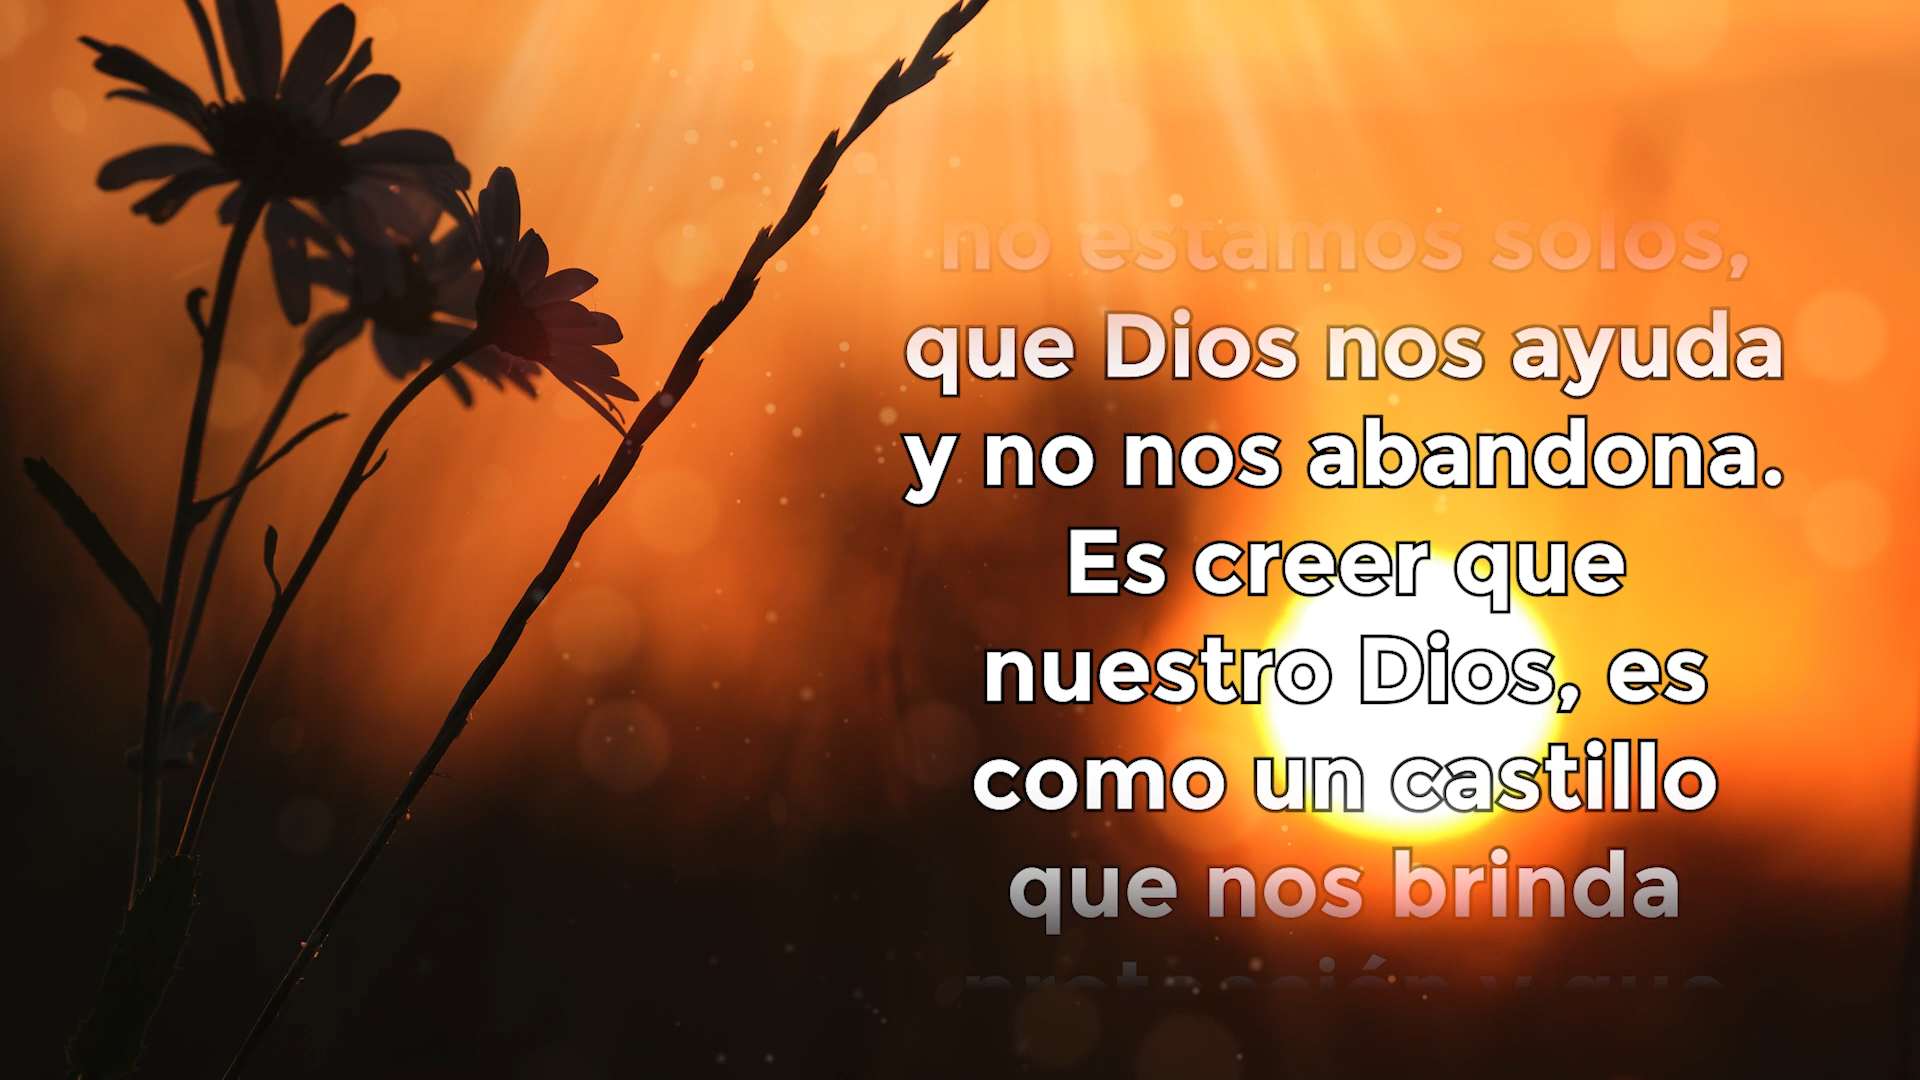 no estamos solos,
que Dios nos ayuda
y no nos abandona.
Es creer que
nuestro Dios, es
como un castillo
que nos brinda
protección y que